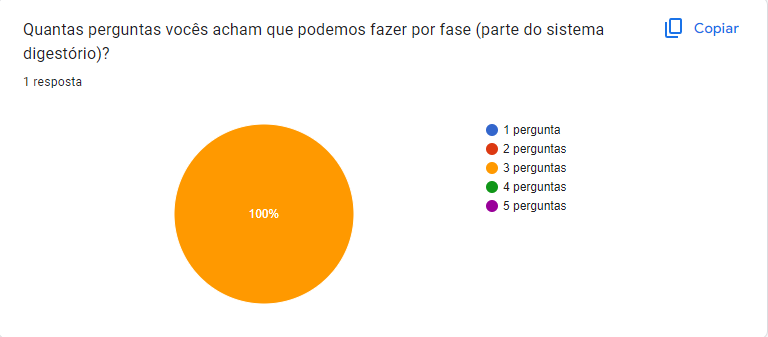 Quantas perguntas vocês acham que podemos fazer por fase (parte do sistema
digestório)?
Copiar
1 resposta
100%
1 pergunta
2 perguntas
3 perguntas
4 perguntas
5 perguntas